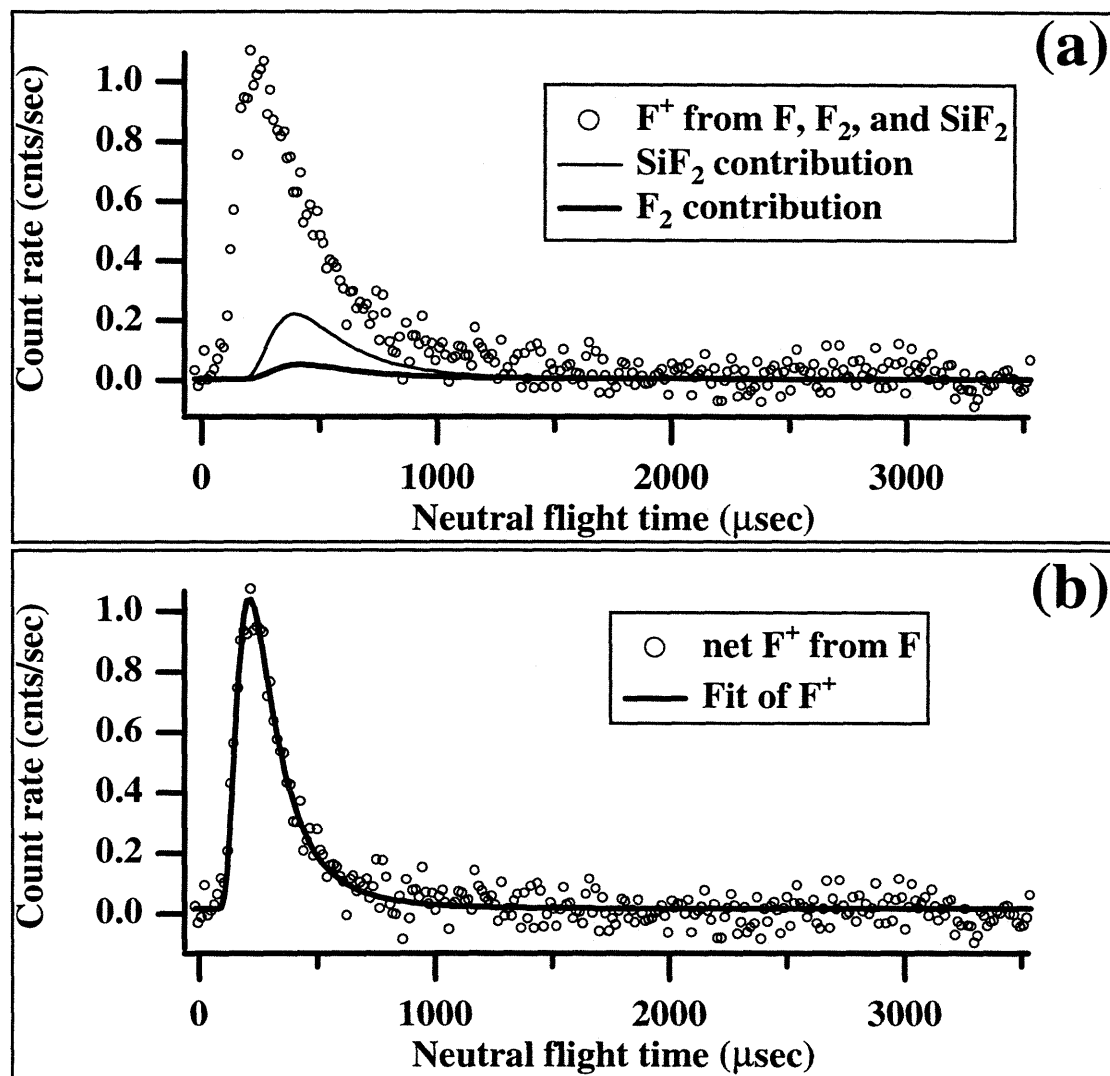 (a)
Count rate (cnts/sec)
1.0
0.8
0.6
0.4
0.2
0.0
F⁺ from F, F₂, and SiF₂
SiF₂ contribution
F₂ contribution
0 1000 2000 3000
Neutral flight time (μsec)
(b)
Count rate (cnts/sec)
1.0
0.8
0.6
0.4
0.2
0.0
net F⁺ from F
Fit of F⁺
0 1000 2000 3000
Neutral flight time (μsec)